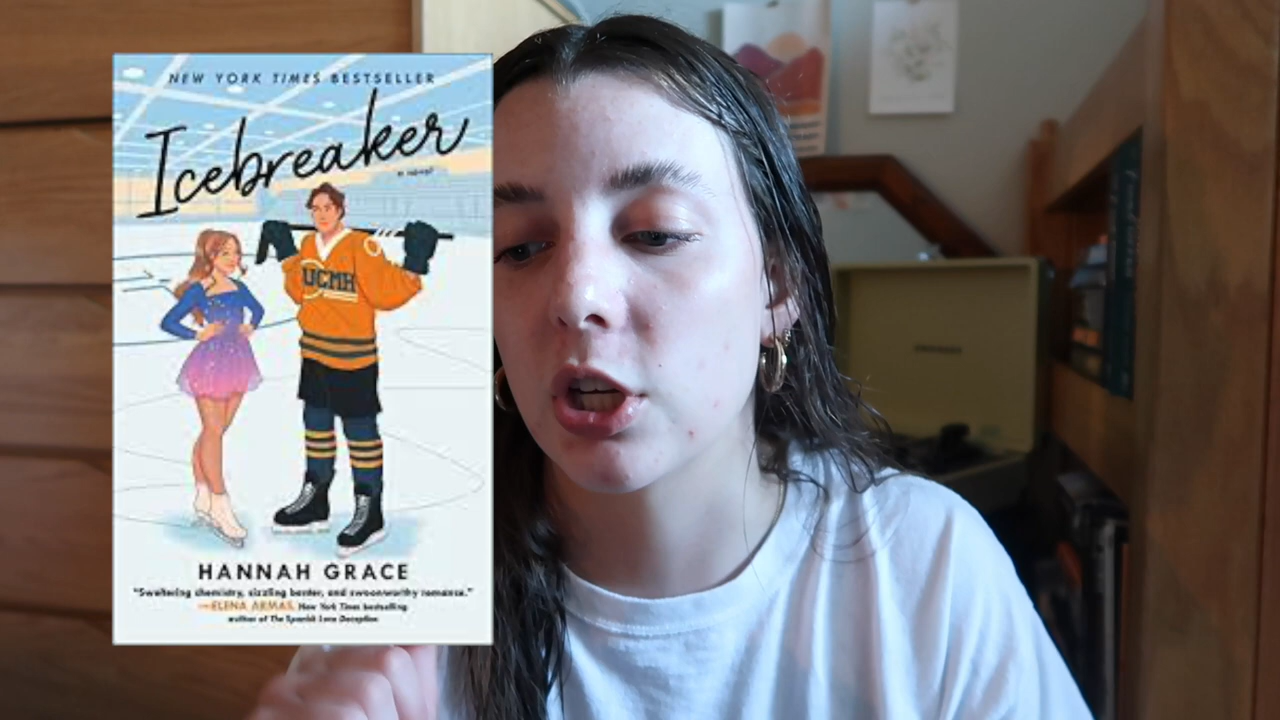 NEW YORK TIMES BESTSELLER
Icebreaker
a novel
UCMH
HANNAH GRACE
"Sweltering chemistry, sizzling banter, and swoonworthy romance."
—ELENA ARMAS, New York Times bestselling
author of The Spanish Love Deception